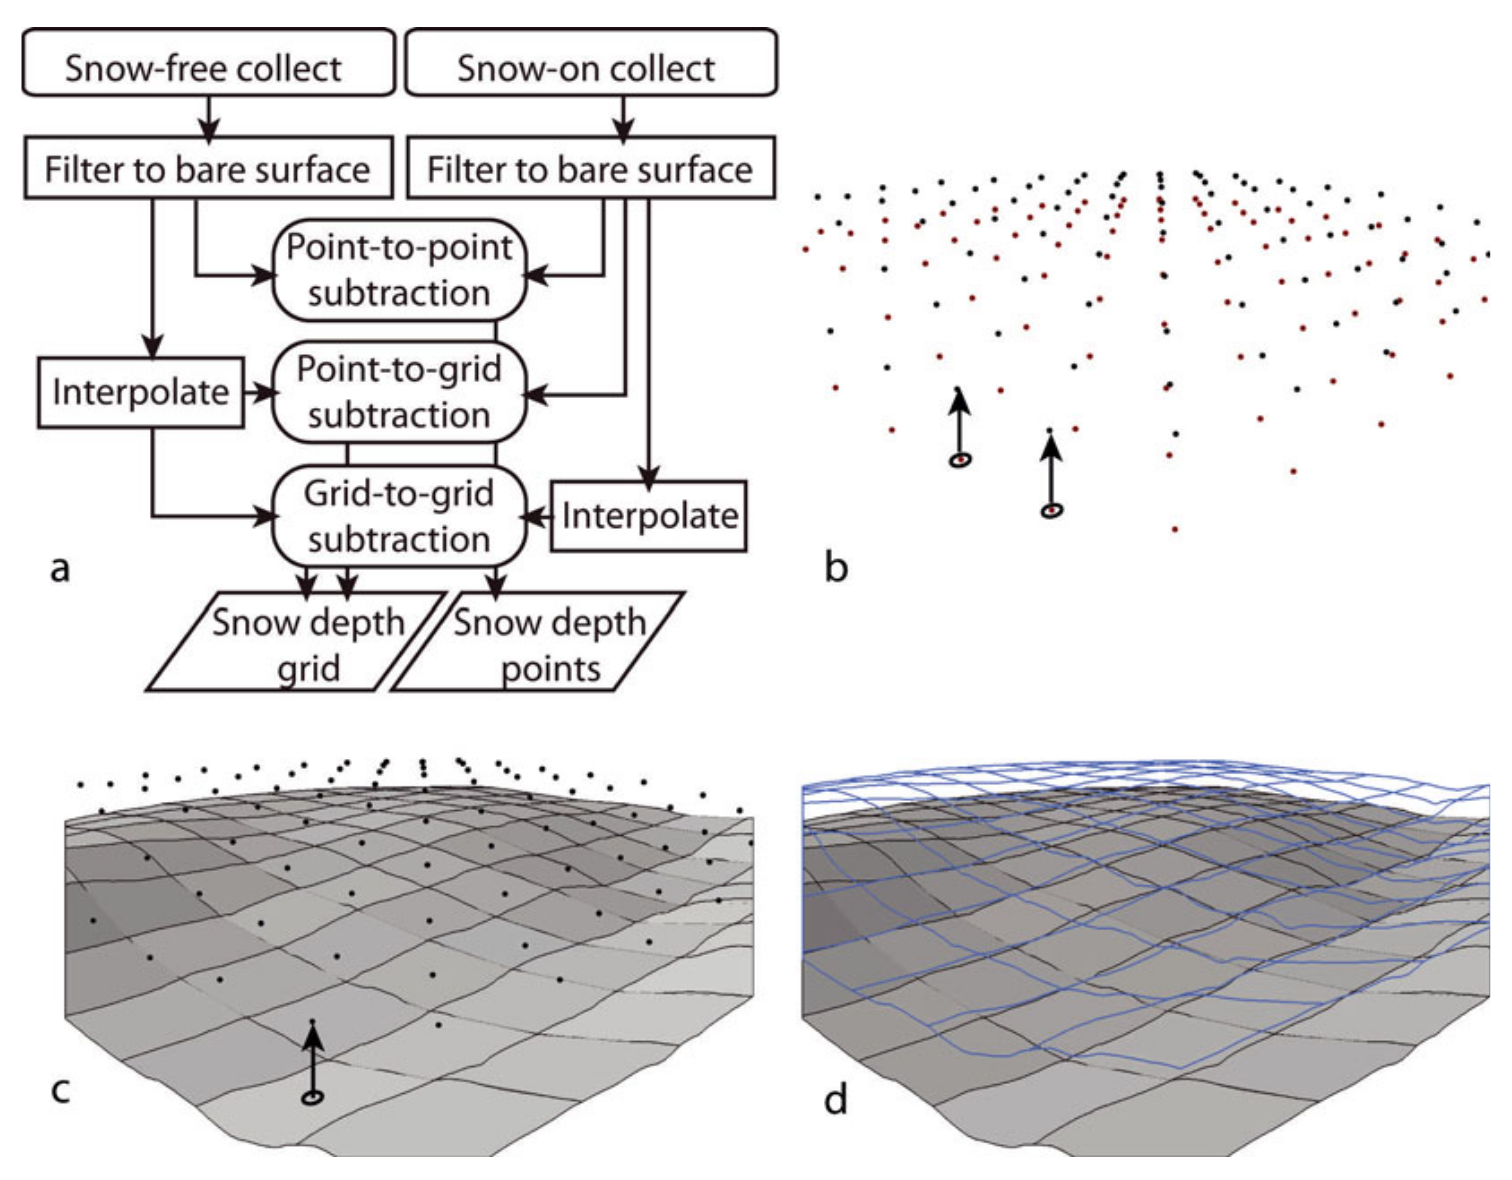 Snow-free collect
Snow-on collect
Filter to bare surface
Filter to bare surface
Point-to-point
subtraction
Interpolate
Point-to-grid
subtraction
Grid-to-grid
subtraction
Interpolate
Snow depth
grid
Snow depth
points
a
b
c
d